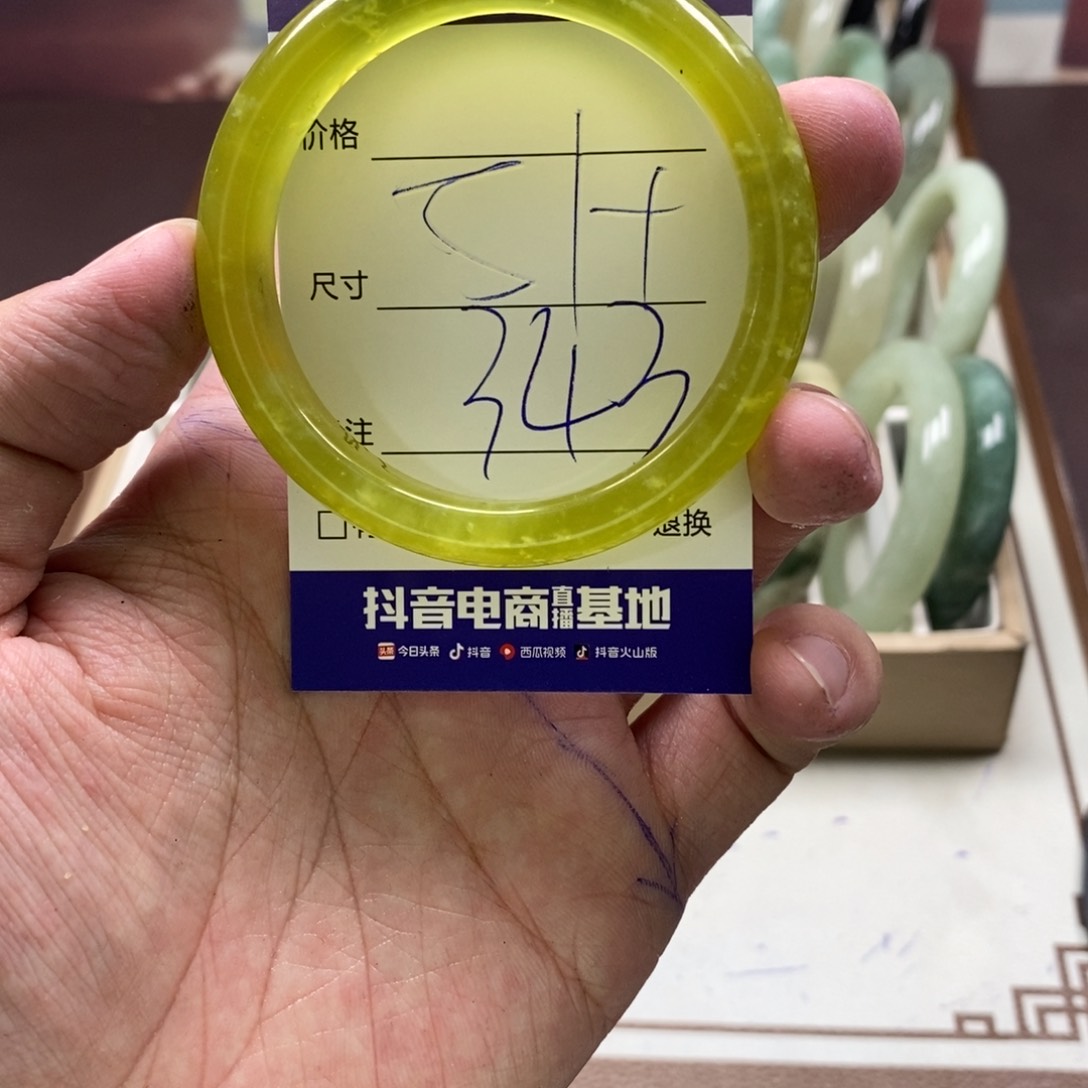 价格
尺寸
注
343
退换
抖音电商直播基地
今日头条 抖音 西瓜视频 抖音火山版